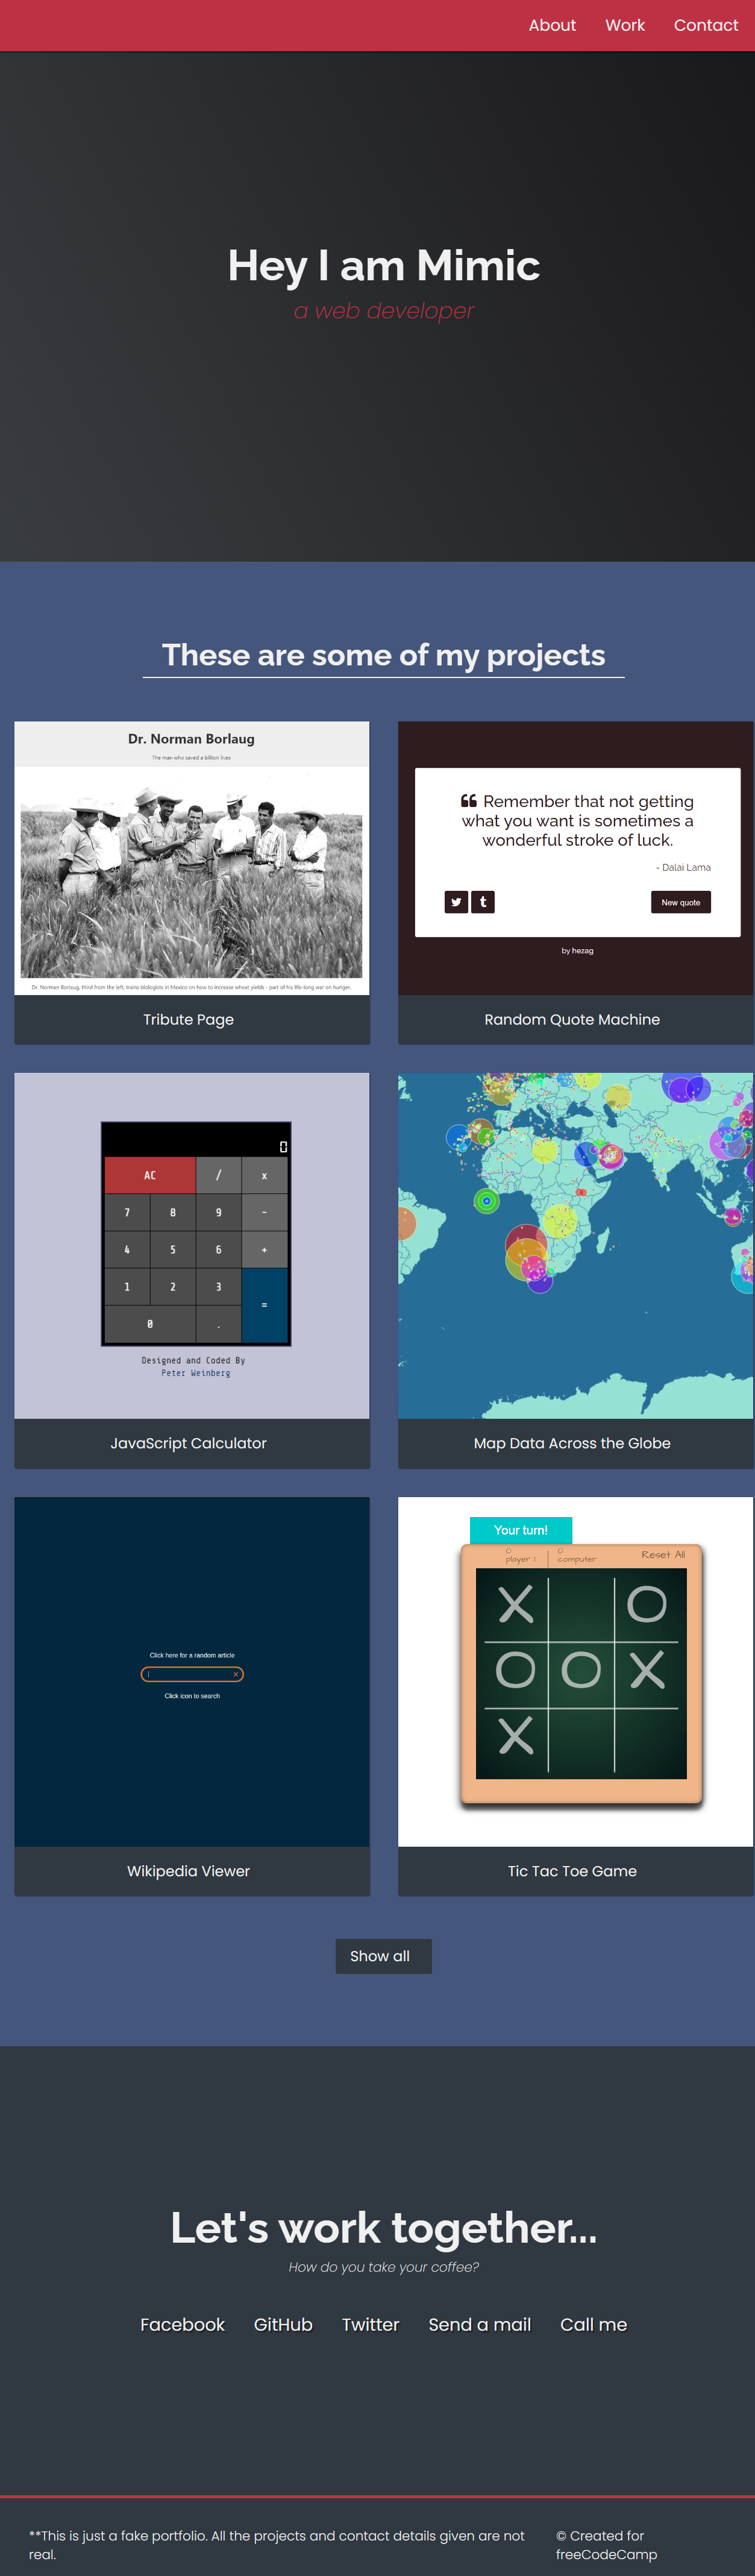 About Work Contact
Hey I am Mimic
a web developer
These are some of my projects
Dr. Norman Borlaug
The man who saved a billion lives
Dr. Norman Borlaug, third from the left, trains biologists in Mexico on how to increase wheat yields - part of his life-long war on hunger.
Tribute Page
Remember that not getting
what you want is sometimes a
wonderful stroke of luck.
- Dalai Lama
New quote
by hezag
Random Quote Machine
0
AC / x
7 8 9 -
4 5 6 +
1 2 3 =
0 .
Designed and Coded By
Peter Weinberg
JavaScript Calculator
Map Data Across the Globe
Click here for a random article
Click icon to search
Wikipedia Viewer
Your turn!
0 0
player 1 computer Reset All
X O
O O X
X
Tic Tac Toe Game
Show all
Let's work together...
How do you take your coffee?
Facebook GitHub Twitter Send a mail Call me
**This is just a fake portfolio. All the projects and contact details given are not
real.
© Created for
freeCodeCamp